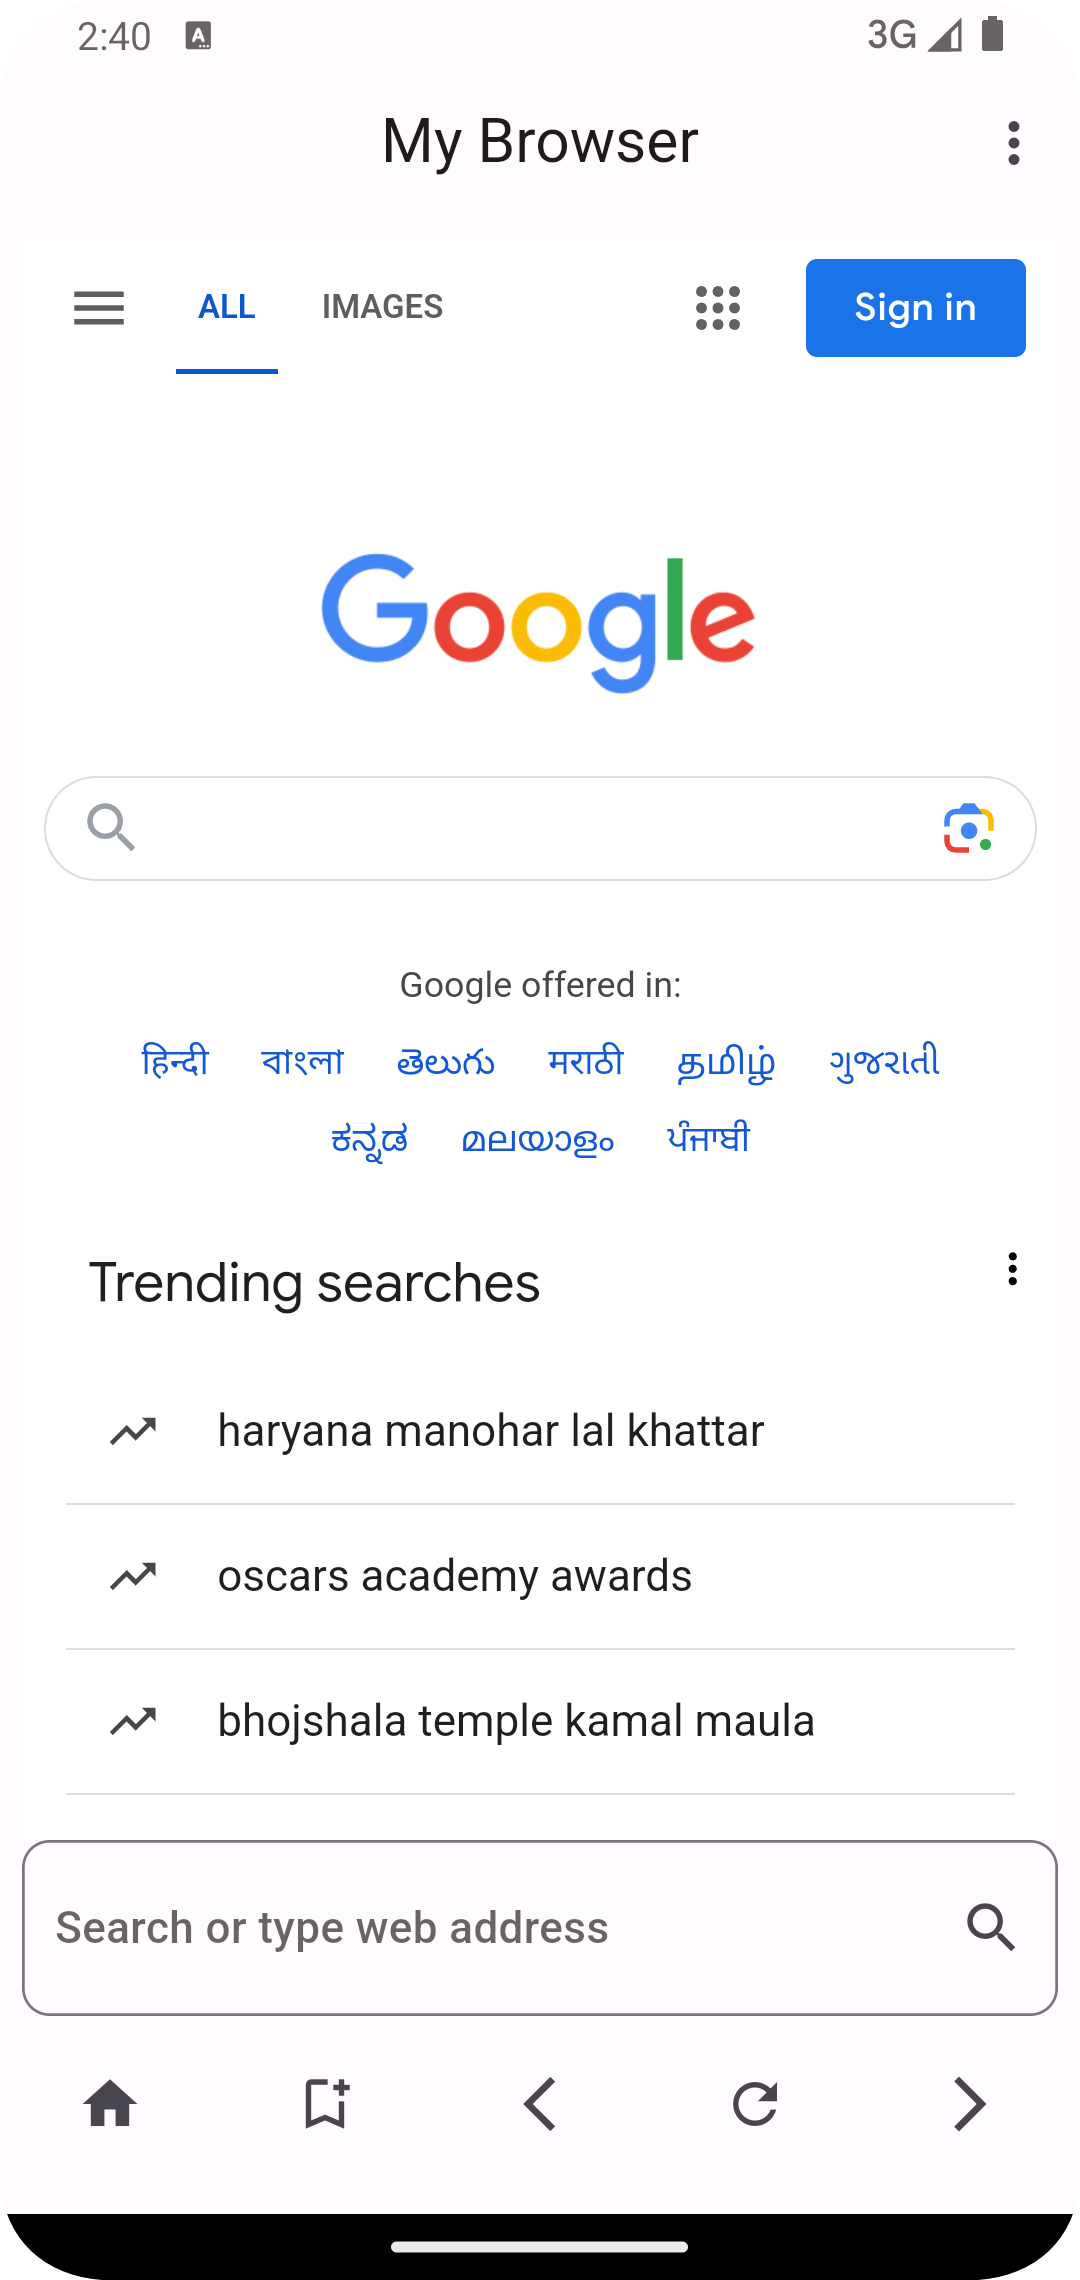 2:40 A 3G
My Browser
ALL IMAGES Sign in
Google
Google offered in:
हिन्दी বাংলা తెలుగు मराठी தமிழ் ગુજરાતી
ಕನ್ನಡ മലയാളം ਪੰਜਾਬੀ
Trending searches
haryana manohar lal khattar
oscars academy awards
bhojshala temple kamal maula
Search or type web address